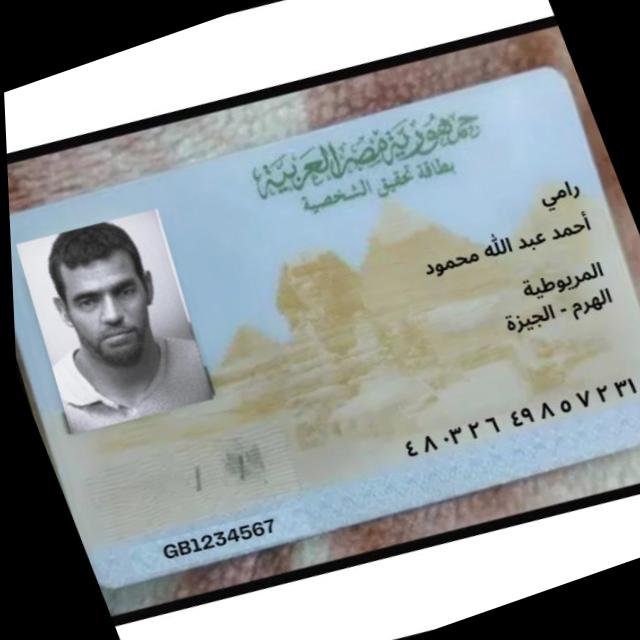 جمهورية مصر العربية
بطاقة تحقيق الشخصية
رامي
أحمد عبد الله محمود
المريوطية
الهرم - الجيزة
٤٨٠٣٢٦ ٤٩٨٥٧٢٣١
GB1234567